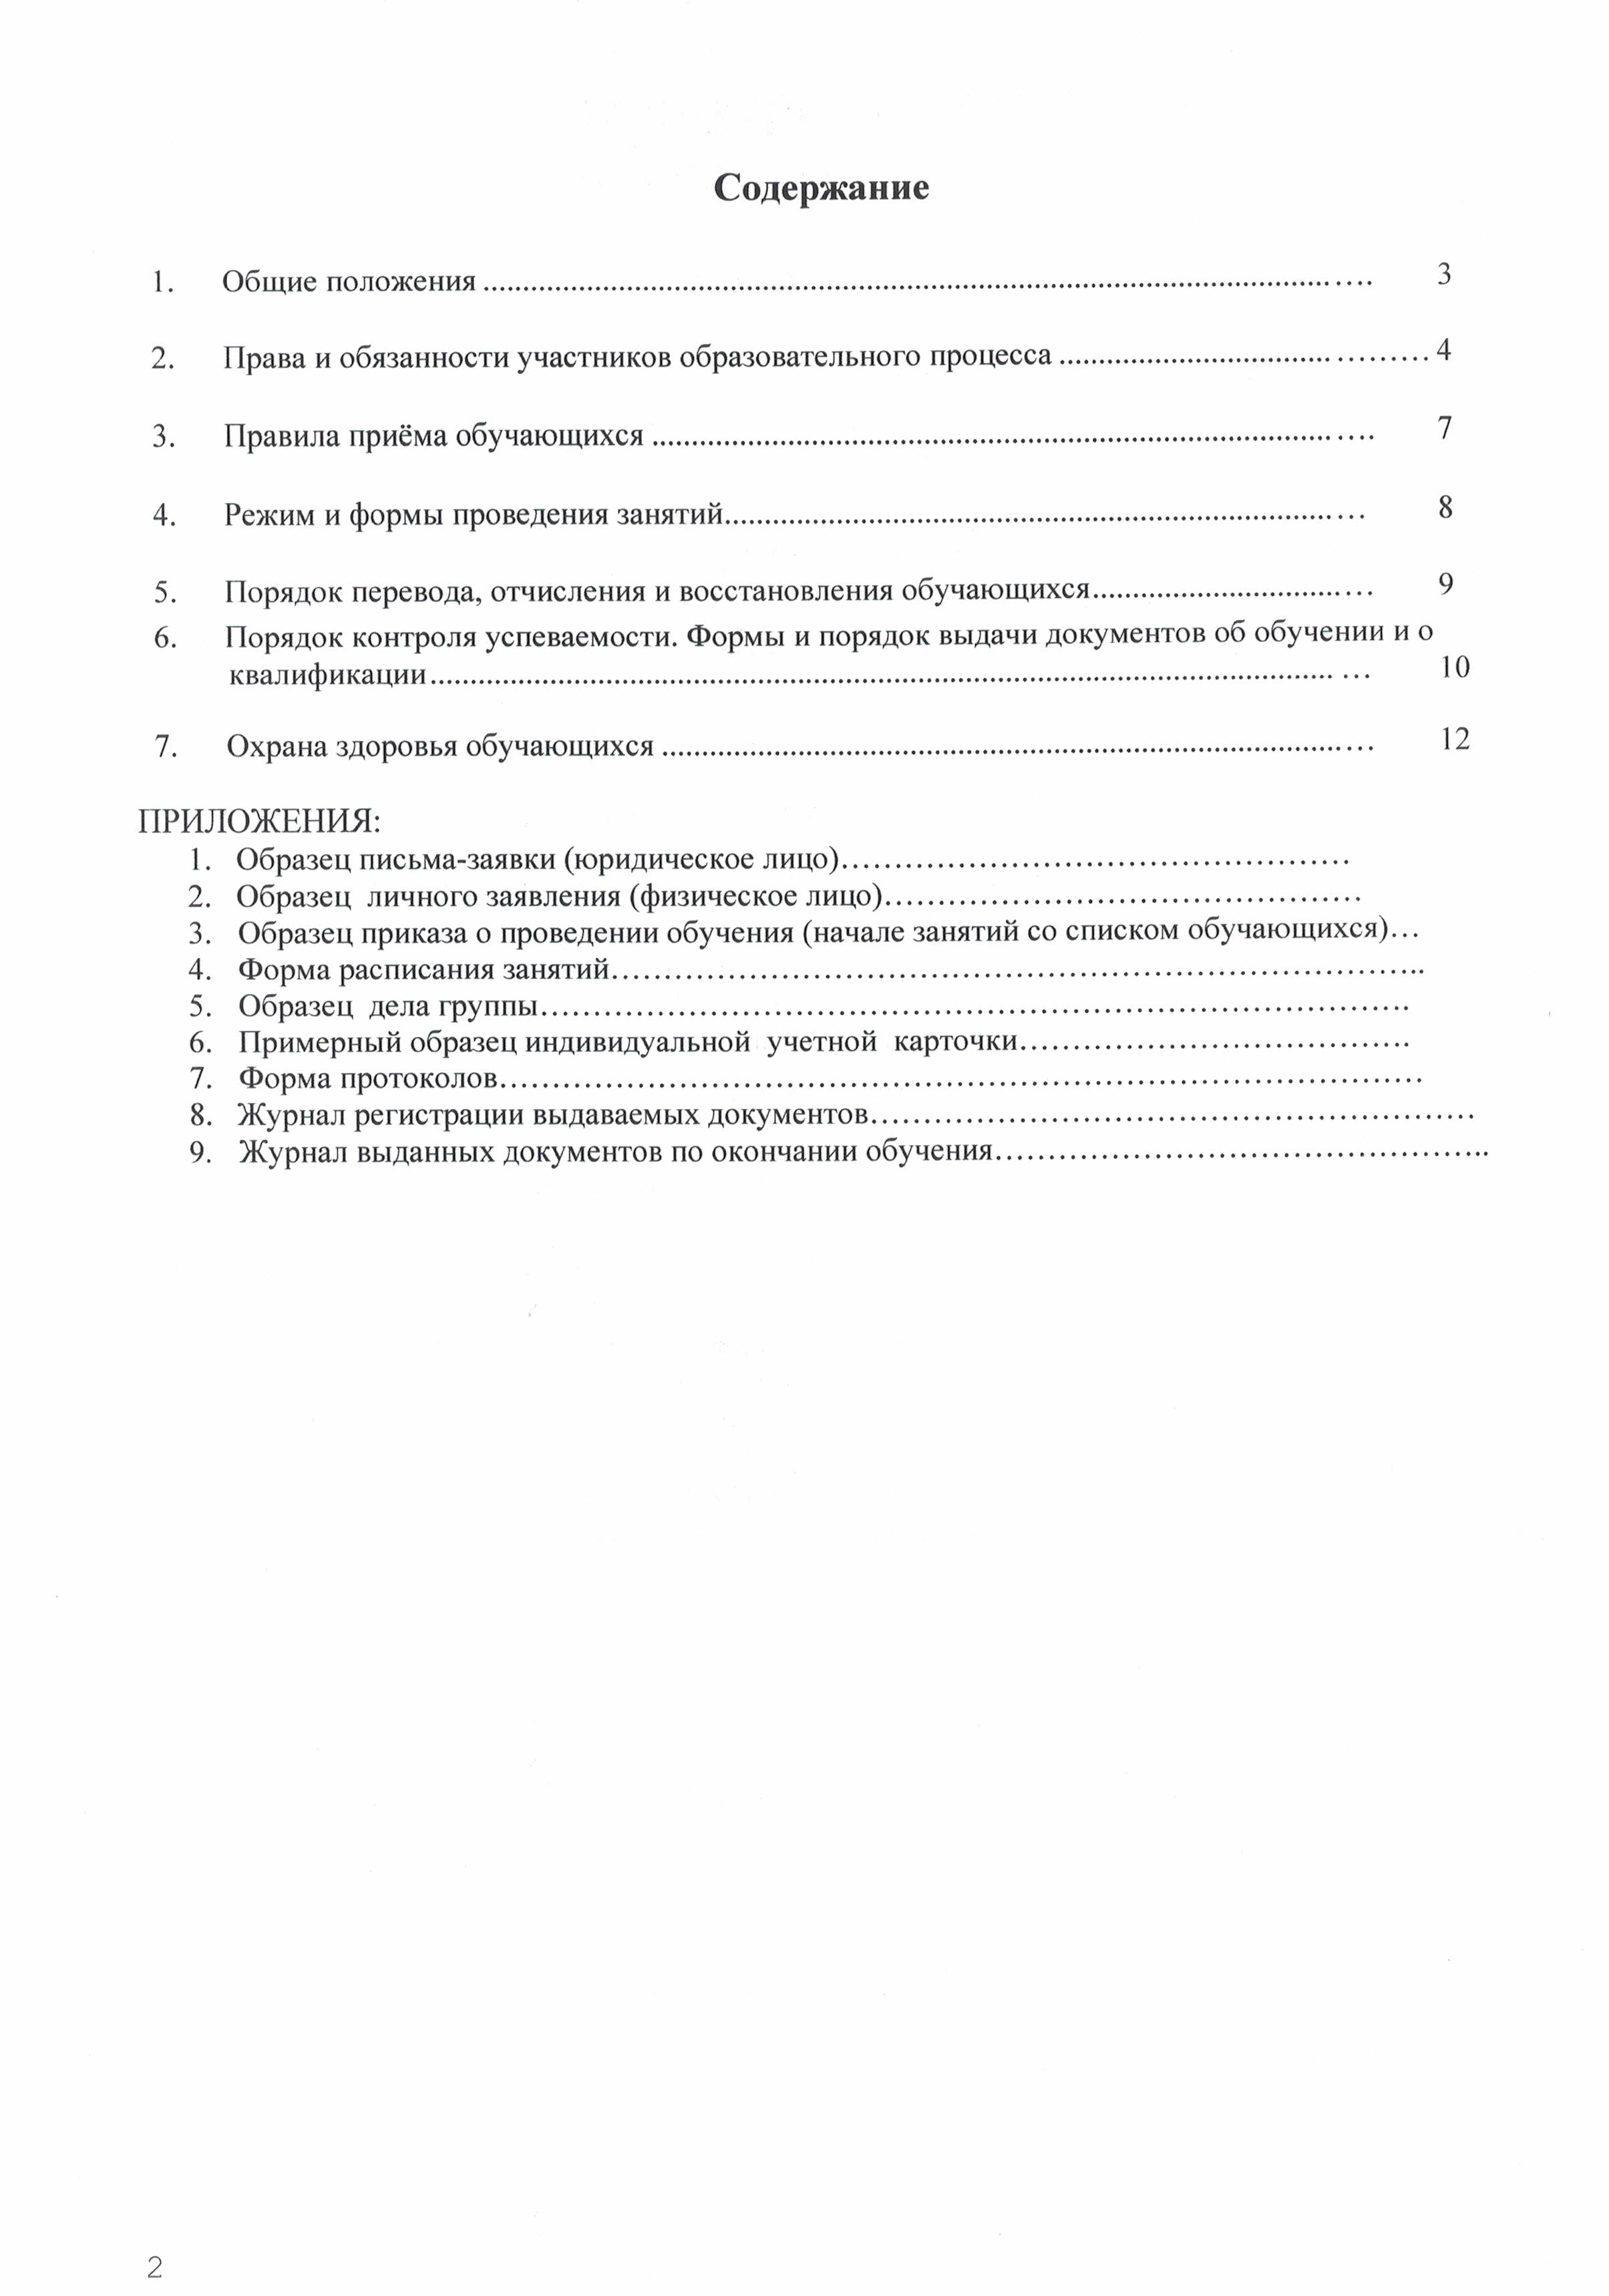 Содержание
1. Общие положения .......................................................... 3
2. Права и обязанности участников образовательного процесса .......................................................... 4
3. Правила приёма обучающихся .......................................................... 7
4. Режим и формы проведения занятий.......................................................... 8
5. Порядок перевода, отчисления и восстановления обучающихся.......................................................... 9
6. Порядок контроля успеваемости. Формы и порядок выдачи документов об обучении и о
квалификации.......................................................... 10
7. Охрана здоровья обучающихся .......................................................... 12
ПРИЛОЖЕНИЯ:
1. Образец письма-заявки (юридическое лицо)..........................................................
2. Образец личного заявления (физическое лицо)..........................................................
3. Образец приказа о проведении обучения (начале занятий со списком обучающихся)...
4. Форма расписания занятий..........................................................
5. Образец дела группы..........................................................
6. Примерный образец индивидуальной учетной карточки..........................................................
7. Форма протоколов..........................................................
8. Журнал регистрации выдаваемых документов..........................................................
9. Журнал выданных документов по окончании обучения..........................................................
2